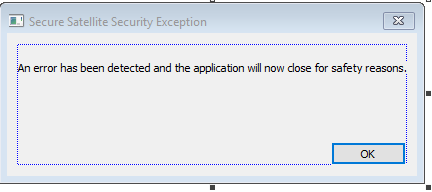 Secure Satellite Security Exception
An error has been detected and the application will now close for safety reasons.
OK